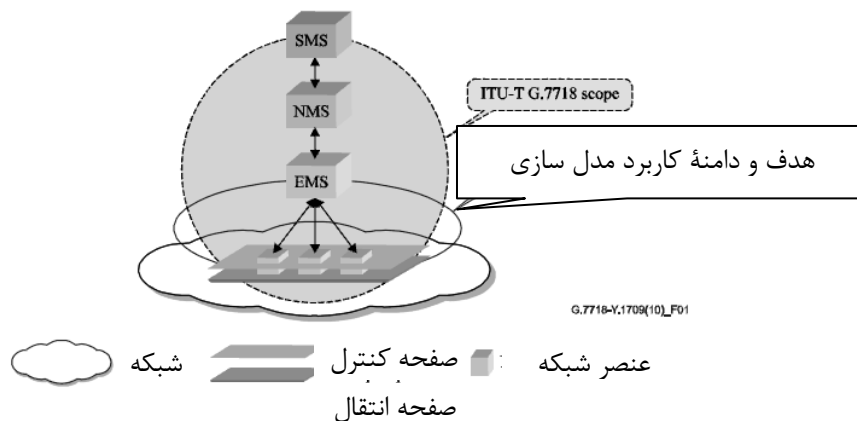 SMS
ITU-T G.7718 scope
NMS
هدف و دامنهٔ کاربرد مدل سازی
EMS
G.7718-Y.1709(10)_F01
عنصر شبکه :
صفحه کنترل
شبکه
صفحه انتقال